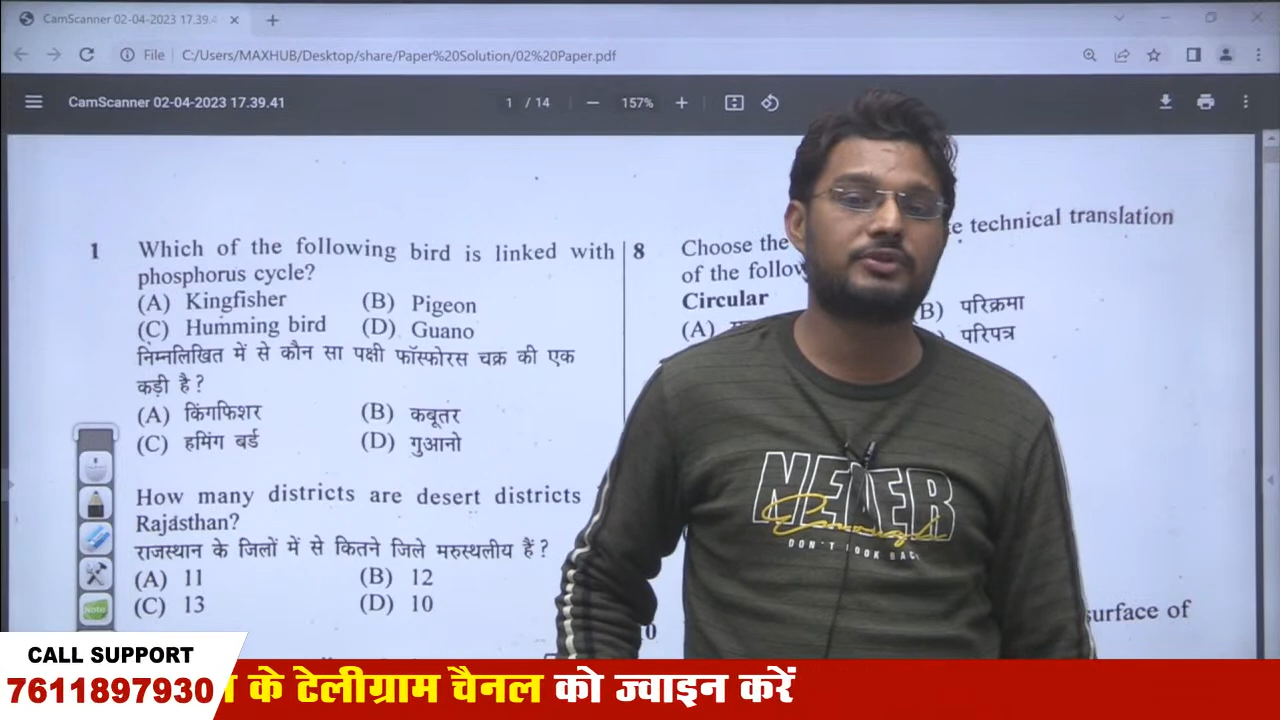 CamScanner 02-04-2023 17.39.4
File C:/Users/MAXHUB/Desktop/share/Paper%20Solution/02%20Paper.pdf
CamScanner 02-04-2023 17.39.41
1 / 14
157%
1 Which of the following bird is linked with
phosphorus cycle?
(A) Kingfisher (B) Pigeon
(C) Humming bird (D) Guano
निम्नलिखित में से कौन सा पक्षी फॉस्फोरस चक्र की एक
कड़ी है ?
(A) किंगफिशर (B) कबूतर
(C) हमिंग बर्ड (D) गुआनो
How many districts are desert districts
Rajasthan?
राजस्थान के जिलों में से कितने जिले मरुस्थलीय हैं ?
(A) 11 (B) 12
(C) 13 (D) 10
8 Choose the technical translation
of the follow
Circular
(A) B) परिक्रमा
परिपत्र
surface of
Note
NEVER
DON'T LOOK BACK
CALL SUPPORT
7611897930
के टेलीग्राम चैनल को ज्वाइन करें